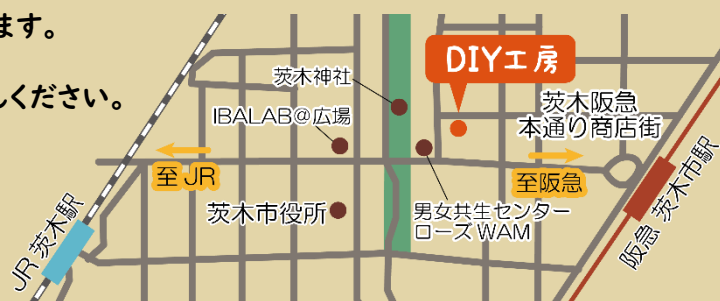 ます。
ください。
DIY工房
茨木神社
IBALAB@広場
茨木阪急
本通り商店街
至JR
至阪急
茨木市役所
男女共生センター
ローズWAM
JR 茨木駅
阪急 茨木市駅